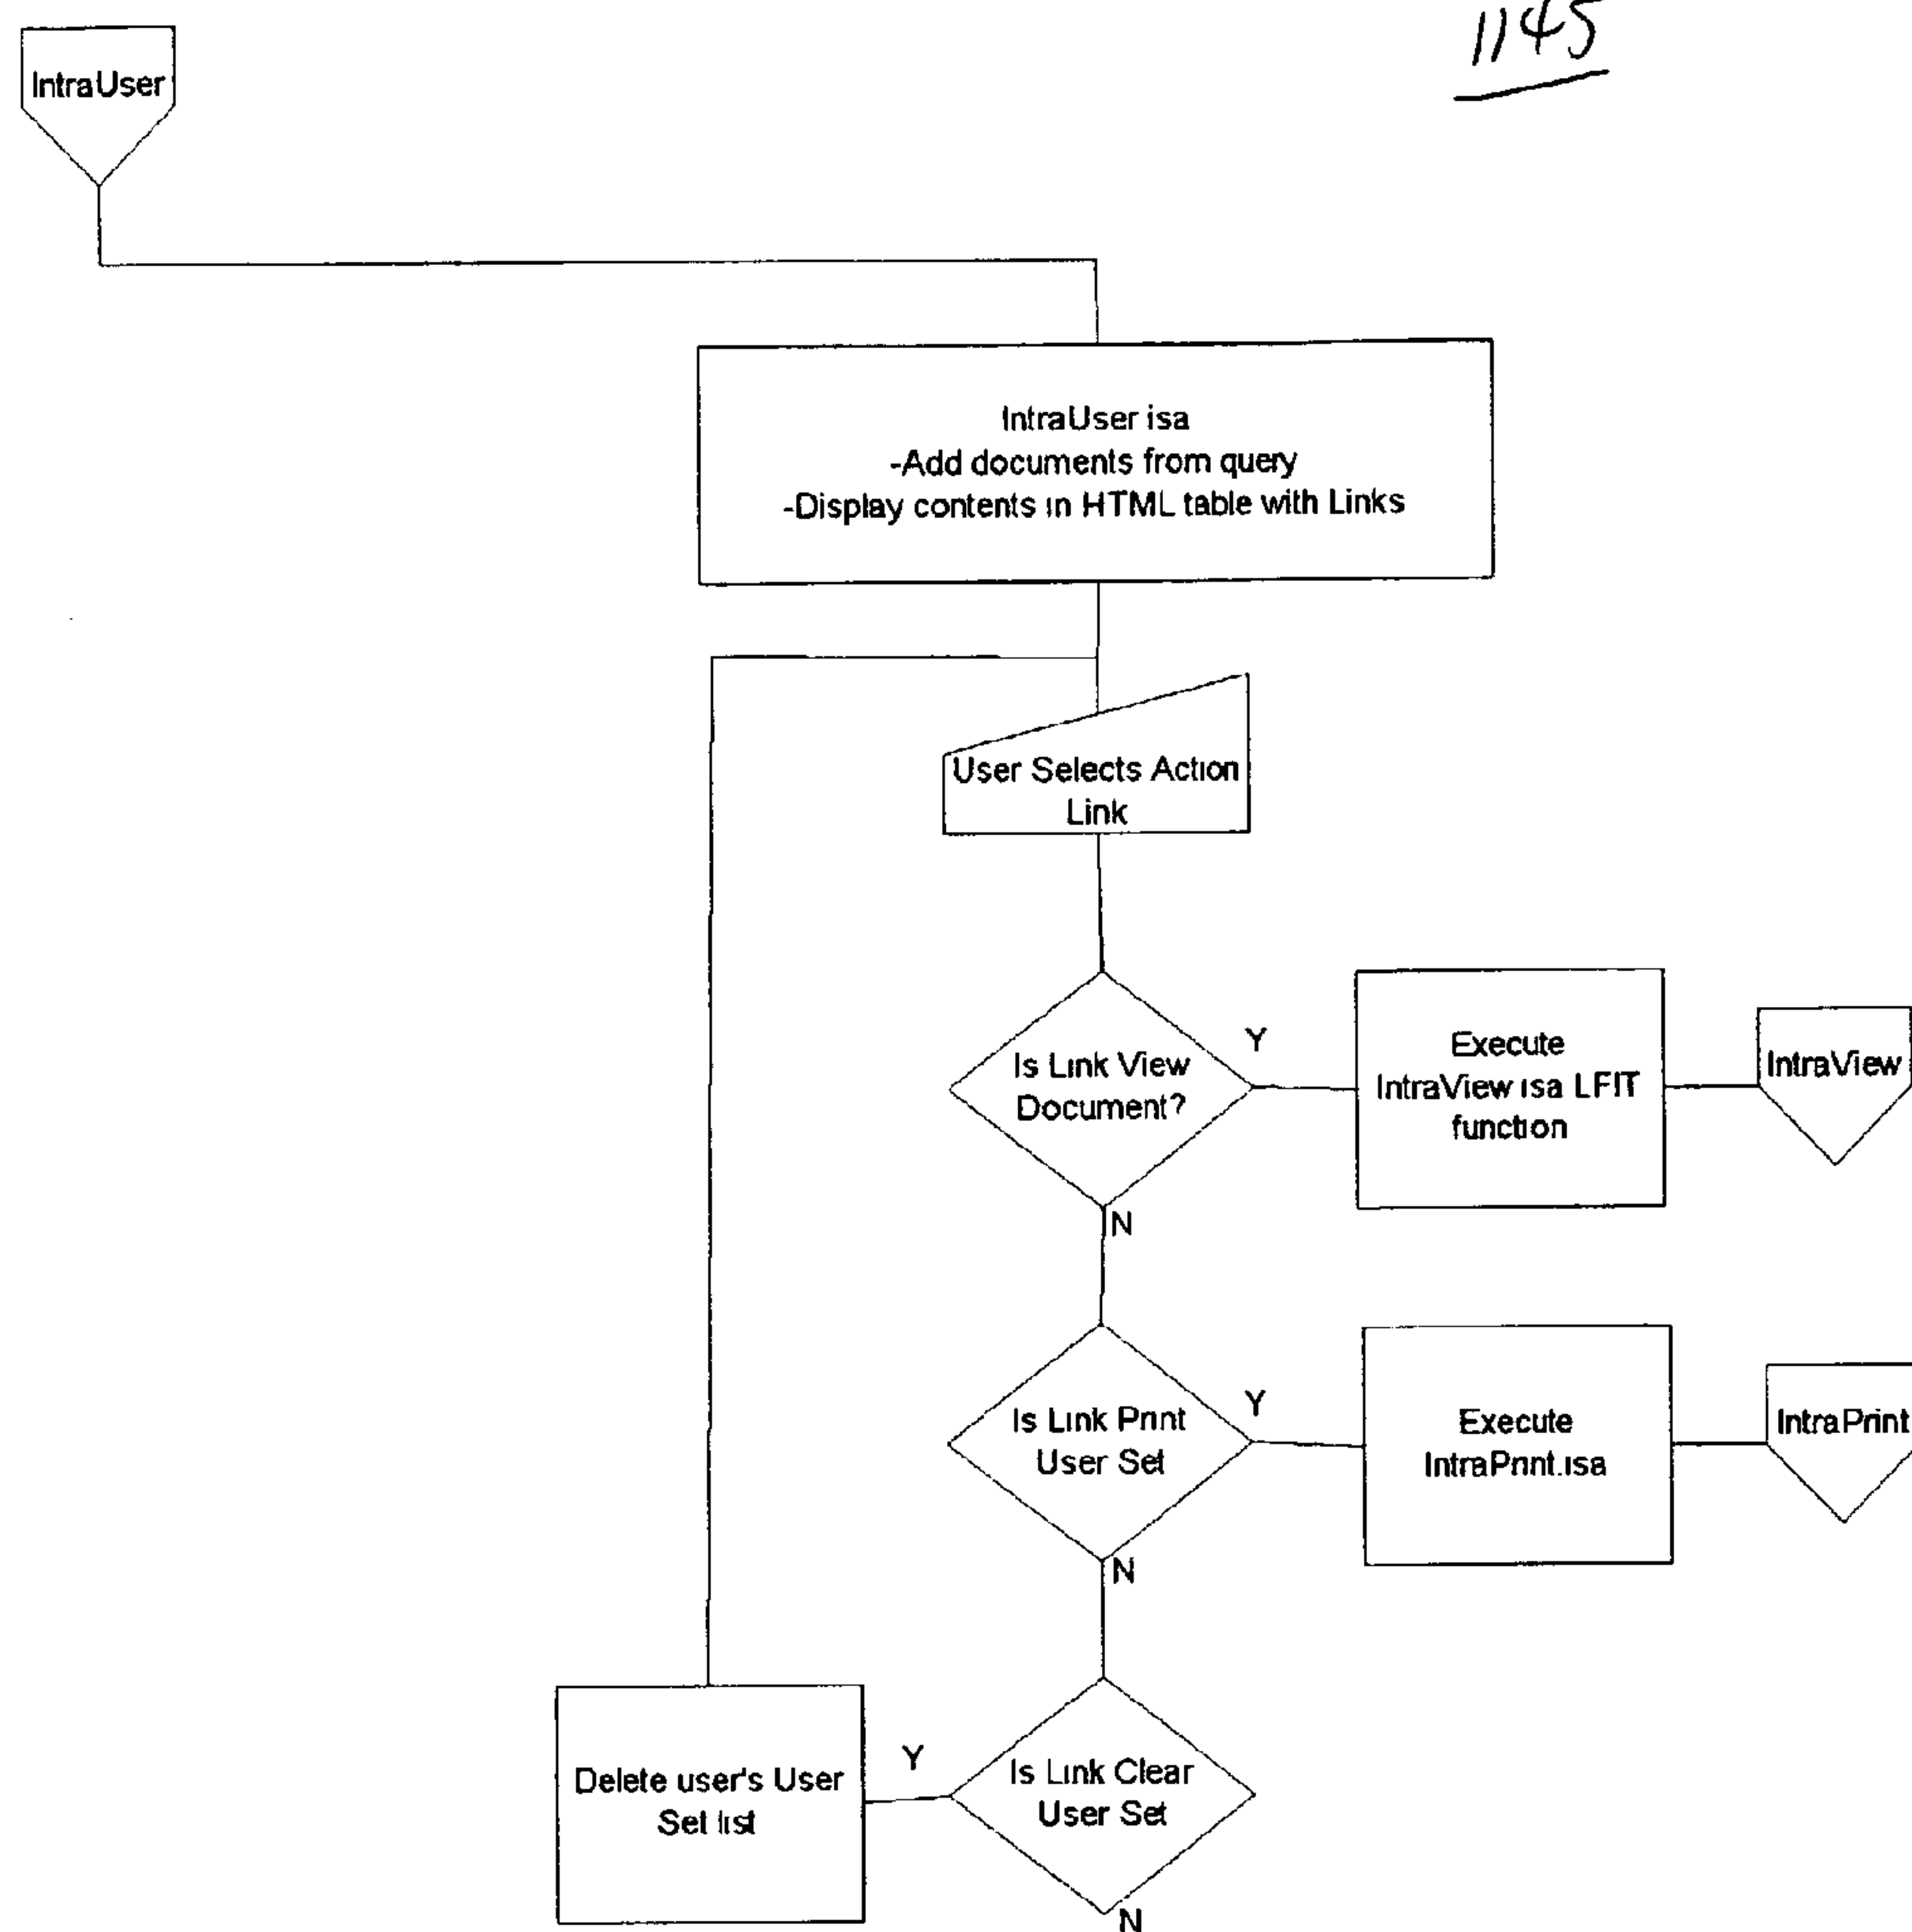 1145
IntraUser
IntraUser isa
-Add documents from query
-Display contents in HTML table with Links
User Selects Action
Link
Is Link View
Document?
Y
Execute
IntraView isa LFIT
function
IntraView
N
Is Link Print
User Set
Y
Execute
IntraPrint.isa
IntraPrint
N
Delete user's User
Set list
Y
Is Link Clear
User Set
N